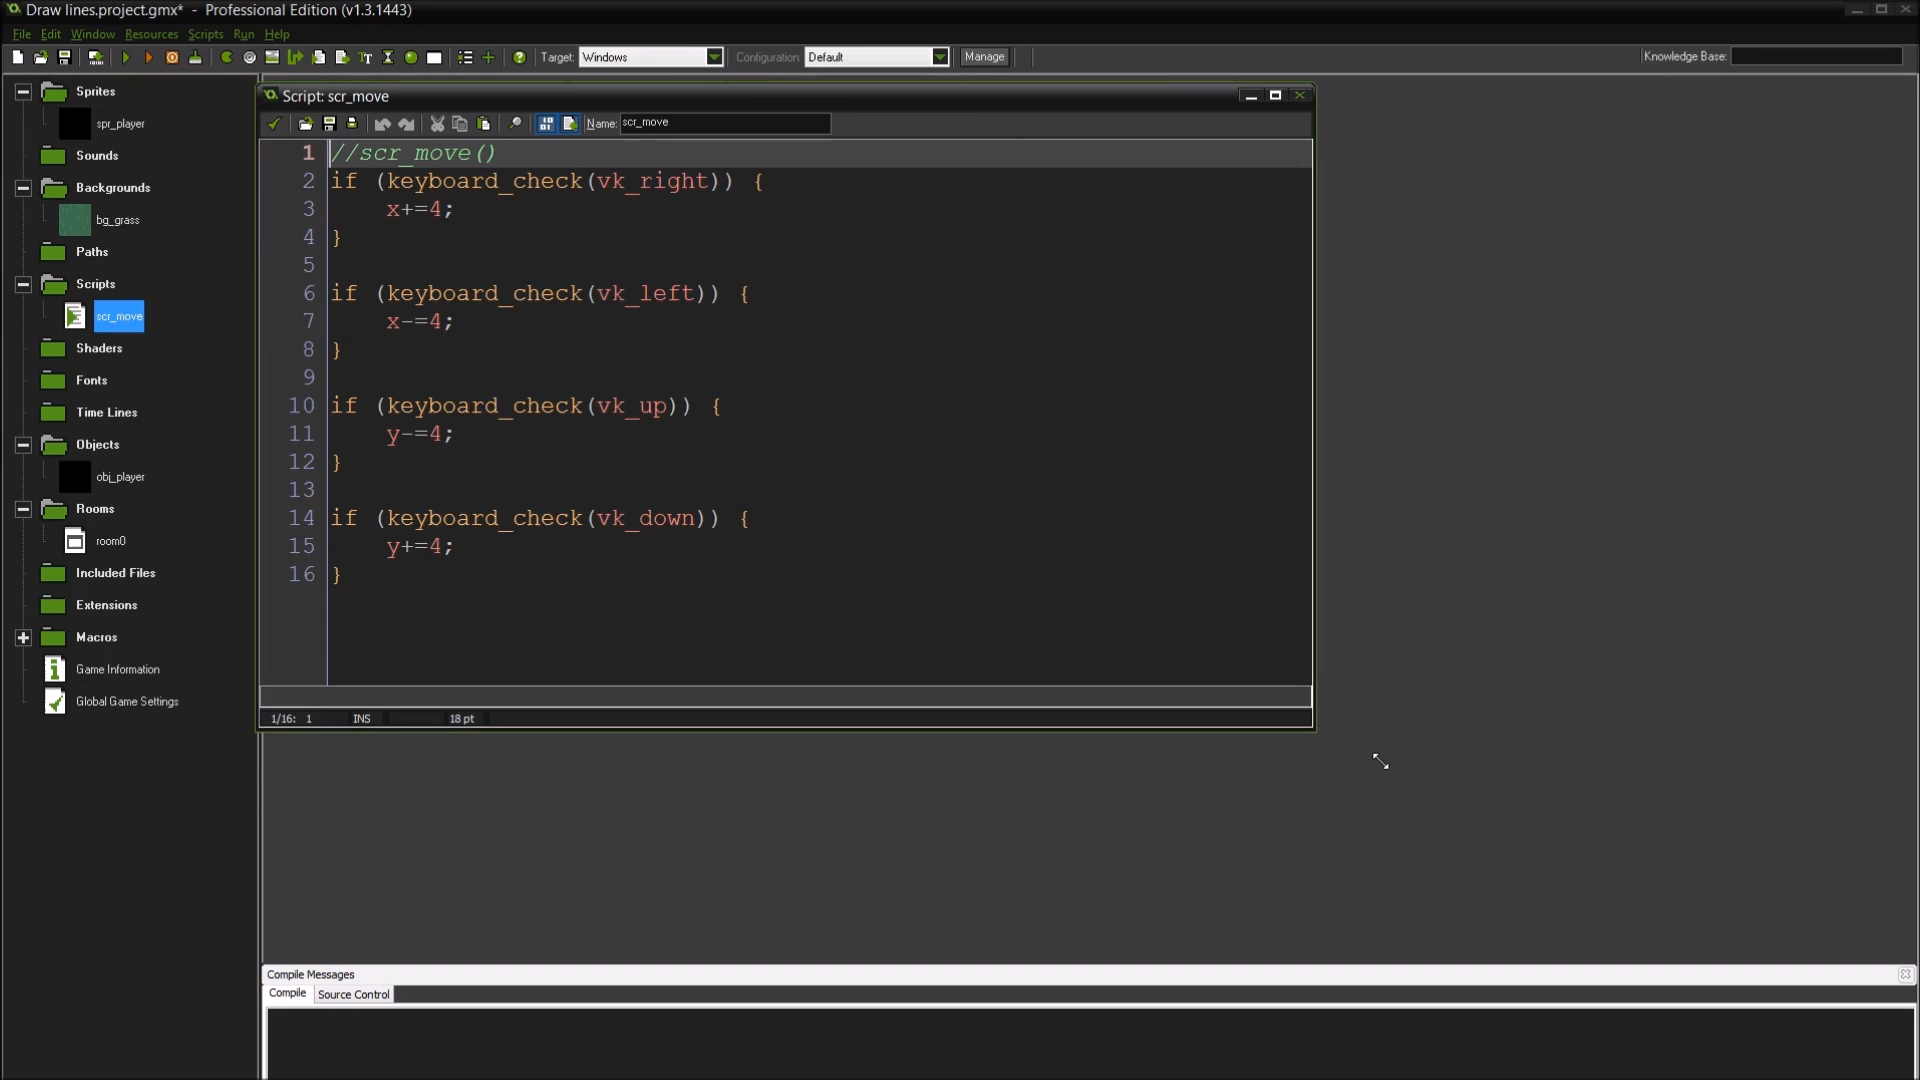 Draw lines.project.gmx* - Professional Edition (v1.3.1443)
File Edit Window Resources Scripts Run Help
Target: Windows Configuration: Default Manage Knowledge Base:
Sprites
spr_player
Sounds
Backgrounds
bg_grass
Paths
Scripts
scr_move
Shaders
Fonts
Time Lines
Objects
obj_player
Rooms
room0
Included Files
Extensions
Macros
Game Information
Global Game Settings
Script: scr_move
Name: scr_move
1 //scr_move()
2 if (keyboard_check(vk_right)) {
3 x+=4;
4 }
5
6 if (keyboard_check(vk_left)) {
7 x-=4;
8 }
9
10 if (keyboard_check(vk_up)) {
11 y-=4;
12 }
13
14 if (keyboard_check(vk_down)) {
15 y+=4;
16 }
1/16: 1 INS 18 pt
Compile Messages
Compile Source Control